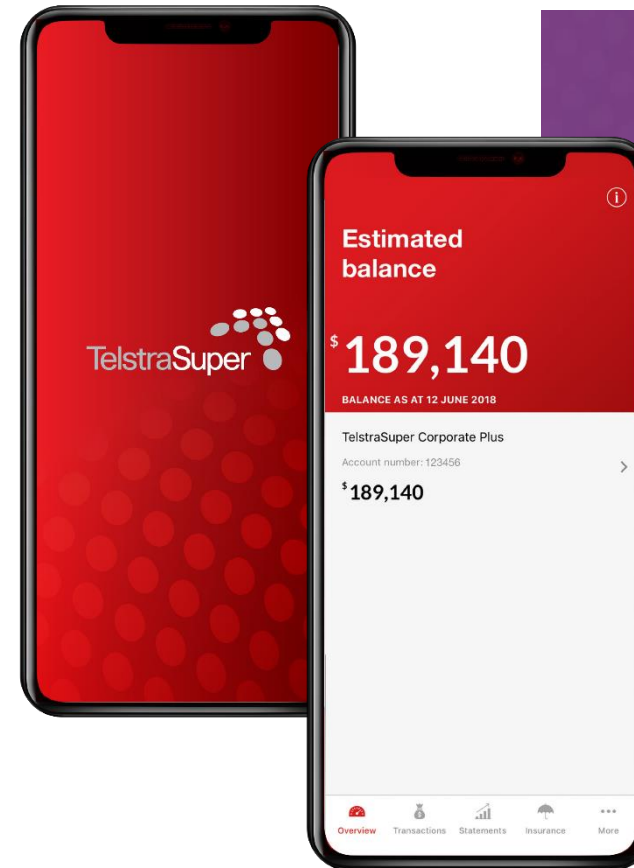 TelstraSuper
Estimated
balance
$189,140
BALANCE AS AT 12 JUNE 2018
TelstraSuper Corporate Plus
Account number: 123456
$189,140
Overview Transactions Statements Insurance More